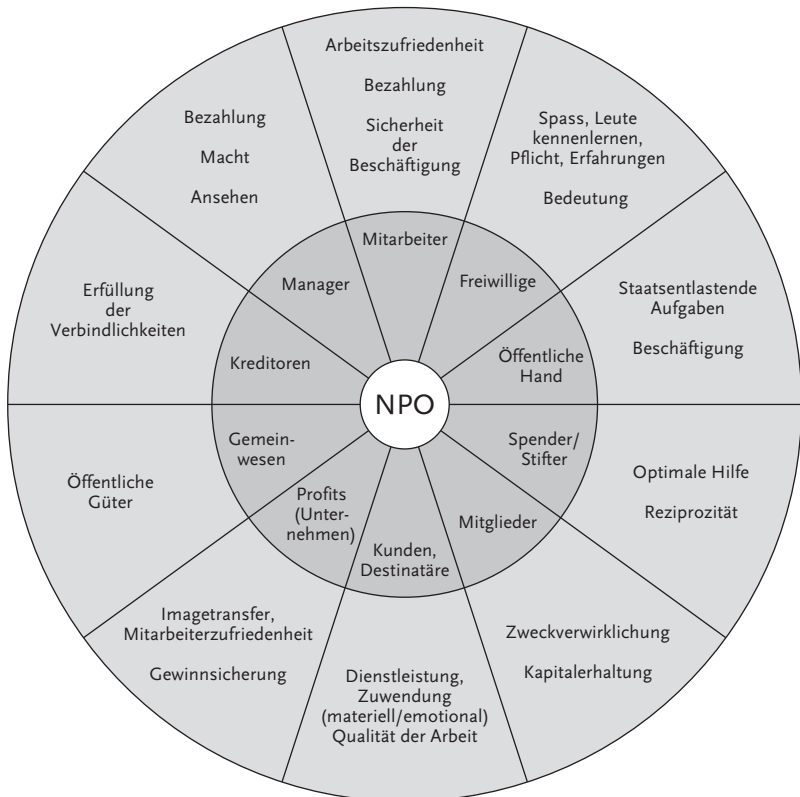 Arbeitszufriedenheit
Bezahlung
Sicherheit
der
Beschäftigung
Spass, Leute
kennenlernen,
Pflicht, Erfahrungen
Bedeutung
Staatsentlastende
Aufgaben
Beschäftigung
Optimale Hilfe
Reziprozität
Zweckverwirklichung
Kapitalerhaltung
Dienstleistung,
Zuwendung
(materiell/emotional)
Qualität der Arbeit
Imagetransfer,
Mitarbeiterzufriedenheit
Gewinnsicherung
Öffentliche
Güter
Erfüllung
der
Verbindlichkeiten
Bezahlung
Macht
Ansehen
Mitarbeiter
Freiwillige
Öffentliche
Hand
Spender/
Stifter
Mitglieder
Kunden,
Destinatäre
Profits
(Unter-
nehmen)
Gemein-
wesen
Kreditoren
Manager
NPO